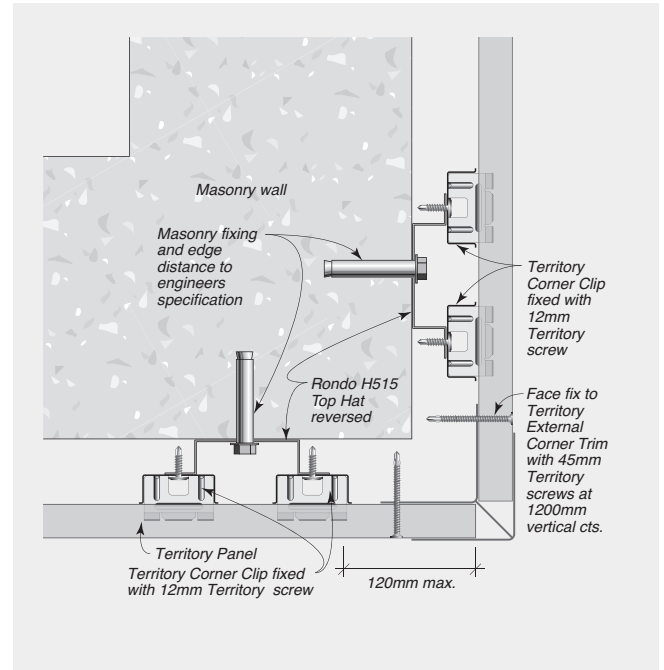 Masonry wall
Masonry fixing
and edge
distance to
engineers
specification
Territory
Corner Clip
fixed with
12mm
Territory
screw
Rondo H515
Top Hat
reversed
Face fix to
Territory
External
Corner Trim
with 45mm
Territory
screws at
1200mm
vertical cts.
Territory Panel
Territory Corner Clip fixed
with 12mm Territory screw
120mm max.